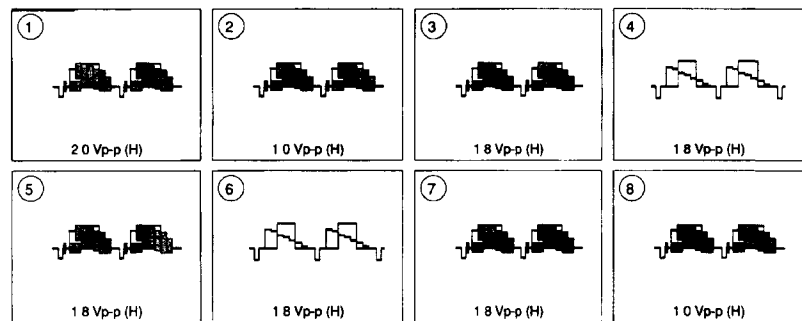 1
2
3
4
2 0 Vp-p (H)
1 0 Vp-p (H)
1 8 Vp-p (H)
1 8 Vp-p (H)
5
6
7
8
1 8 Vp-p (H)
1 8 Vp-p (H)
1 8 Vp-p (H)
1 0 Vp-p (H)